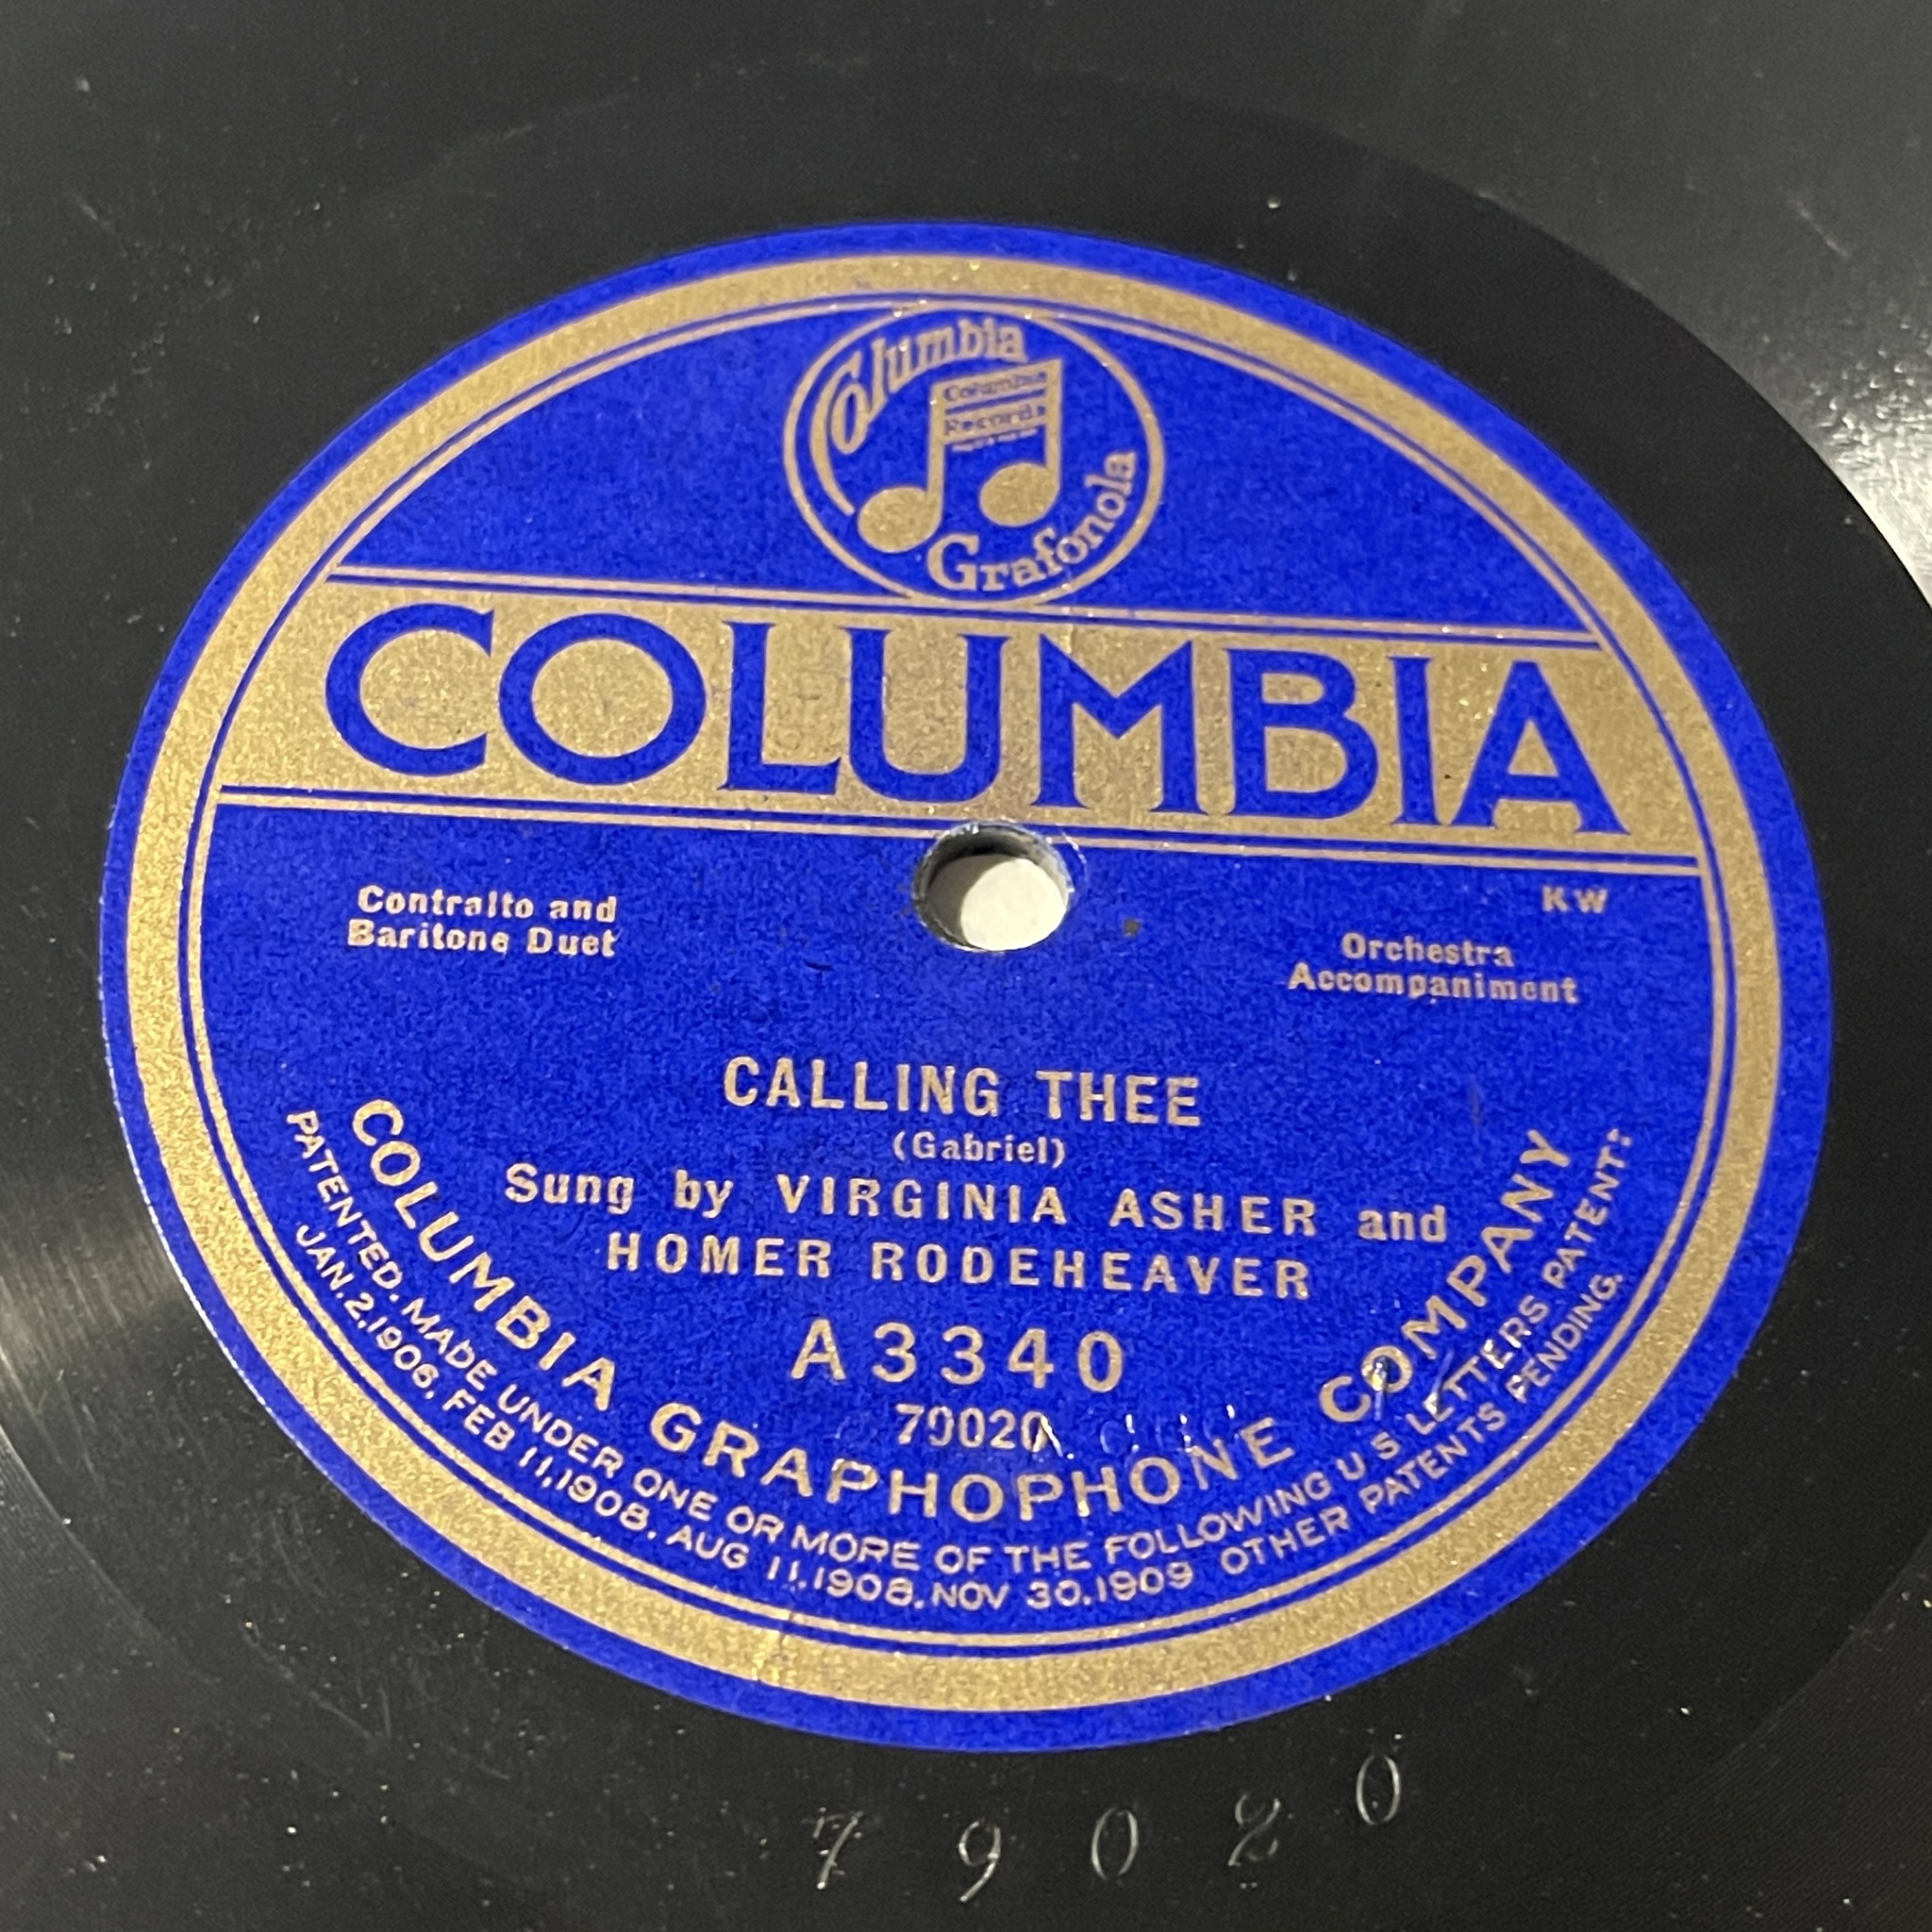 Columbia
Columbia
Records
Grafonola
COLUMBIA
KW
Contralto and
Baritone Duet
Orchestra
Accompaniment
CALLING THEE
(Gabriel)
Sung by VIRGINIA ASHER and
HOMER RODEHEAVER
A3340
79020
COLUMBIA GRAPHOPHONE COMPANY
PATENTED. MADE UNDER ONE OR MORE OF THE FOLLOWING U S LETTERS PATENT:
JAN.2,1906, FEB 11,1908, AUG 11,1908, NOV 30,1909 OTHER PATENTS PENDING.
79020